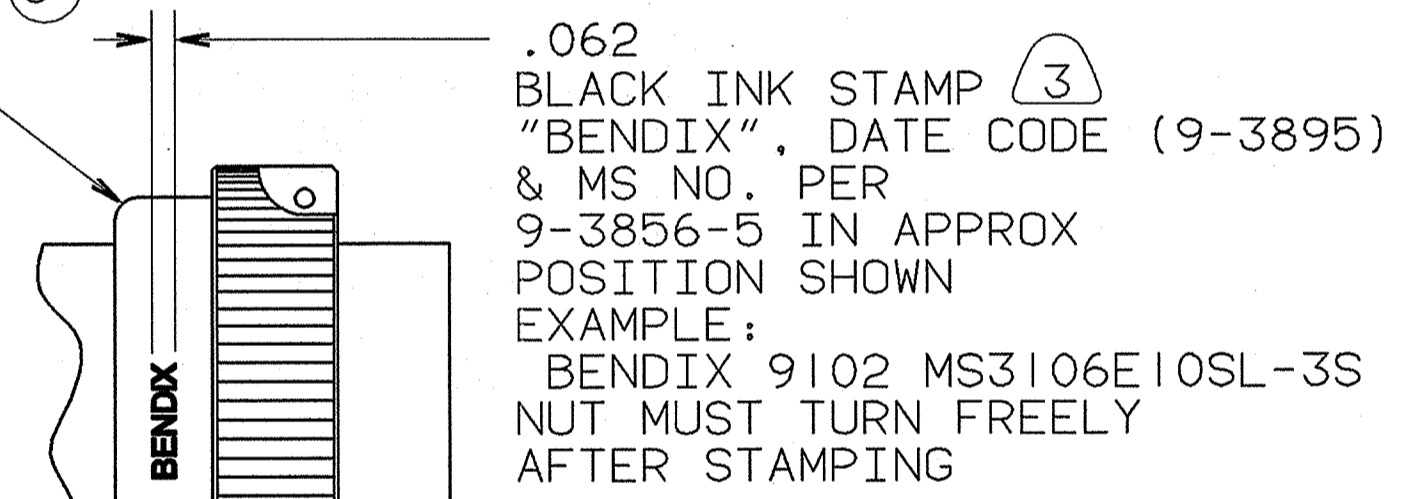 .062
BLACK INK STAMP 3
"BENDIX", DATE CODE (9-3895)
& MS NO. PER
9-3856-5 IN APPROX
POSITION SHOWN
EXAMPLE:
BENDIX 9102 MS3106E10SL-3S
NUT MUST TURN FREELY
AFTER STAMPING
BENDIX